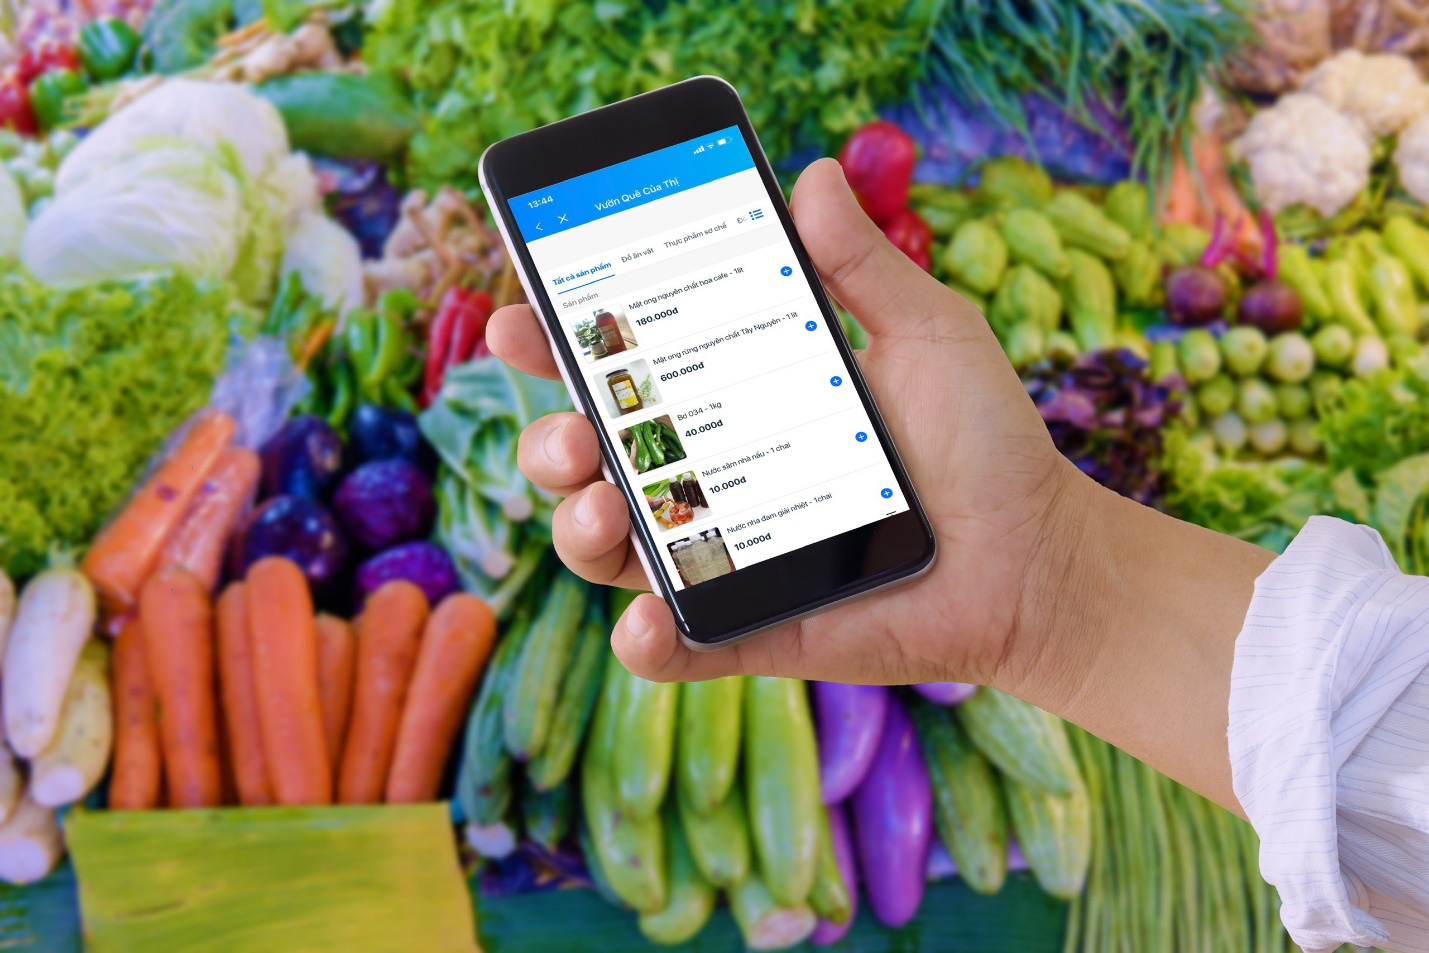 13:44
Vườn Quê Của Thị
Tất cả sản phẩm Đồ ăn vặt Thực phẩm sơ chế
Sản phẩm
Mật ong nguyên chất hoa cafe - 1lít
180.000đ
Mật ong rừng nguyên chất Tây Nguyên - 1 lít
600.000đ
Bơ 034 - 1kg
40.000đ
Nước sâm nhà nấu - 1 chai
10.000đ
Nước nha đam giải nhiệt - 1chai
10.000đ